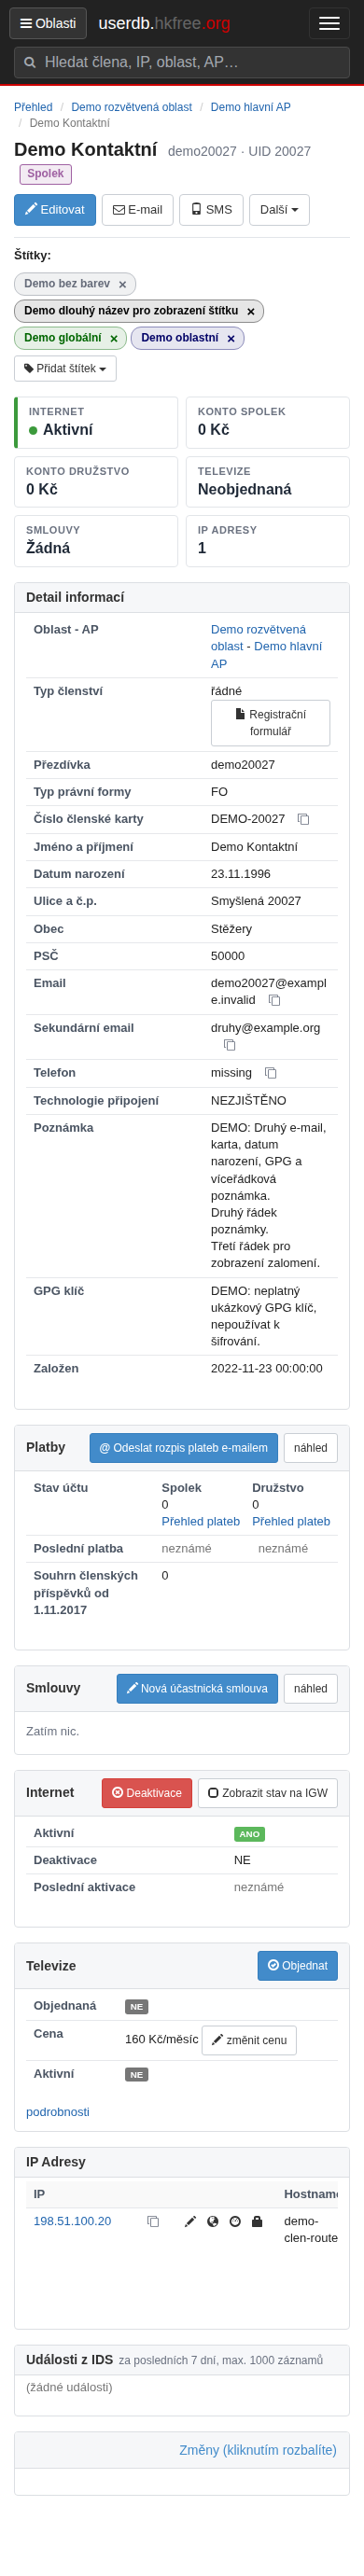 Oblasti userdb.hkfree.org
Hledat člena, IP, oblast, AP…
Přehled / Demo rozvětvená oblast / Demo hlavní AP
/ Demo Kontaktní
Demo Kontaktní demo20027 · UID 20027
Spolek
Editovat E-mail SMS Další
Štítky:
Demo bez barev ×
Demo dlouhý název pro zobrazení štítku ×
Demo globální × Demo oblastní ×
Přidat štítek
INTERNET KONTO SPOLEK
Aktivní 0 Kč
KONTO DRUŽSTVO TELEVIZE
0 Kč Neobjednaná
SMLOUVY IP ADRESY
Žádná 1
Detail informací
Oblast - AP Demo rozvětvená
oblast - Demo hlavní
AP
Typ členství řádné
Registrační
formulář
Přezdívka demo20027
Typ právní formy FO
Číslo členské karty DEMO-20027
Jméno a příjmení Demo Kontaktní
Datum narození 23.11.1996
Ulice a č.p. Smyšlená 20027
Obec Stěžery
PSČ 50000
Email demo20027@exampl
e.invalid
Sekundární email druhy@example.org
Telefon missing
Technologie připojení NEZJIŠTĚNO
Poznámka DEMO: Druhý e-mail,
karta, datum
narození, GPG a
víceřádková
poznámka.
Druhý řádek
poznámky.
Třetí řádek pro
zobrazení zalomení.
GPG klíč DEMO: neplatný
ukázkový GPG klíč,
nepoužívat k
šifrování.
Založen 2022-11-23 00:00:00
Platby @ Odeslat rozpis plateb e-mailem náhled
Stav účtu Spolek Družstvo
0 0
Přehled plateb Přehled plateb
Poslední platba neznámé neznámé
Souhrn členských 0
příspěvků od
1.11.2017
Smlouvy Nová účastnická smlouva náhled
Zatím nic.
Internet Deaktivace Zobrazit stav na IGW
Aktivní ANO
Deaktivace NE
Poslední aktivace neznámé
Televize Objednat
Objednaná NE
Cena 160 Kč/měsíc změnit cenu
Aktivní NE
podrobnosti
IP Adresy
IP Hostname
198.51.100.20 demo-
clen-route
Události z IDS za posledních 7 dní, max. 1000 záznamů
(žádné události)
Změny (kliknutím rozbalíte)